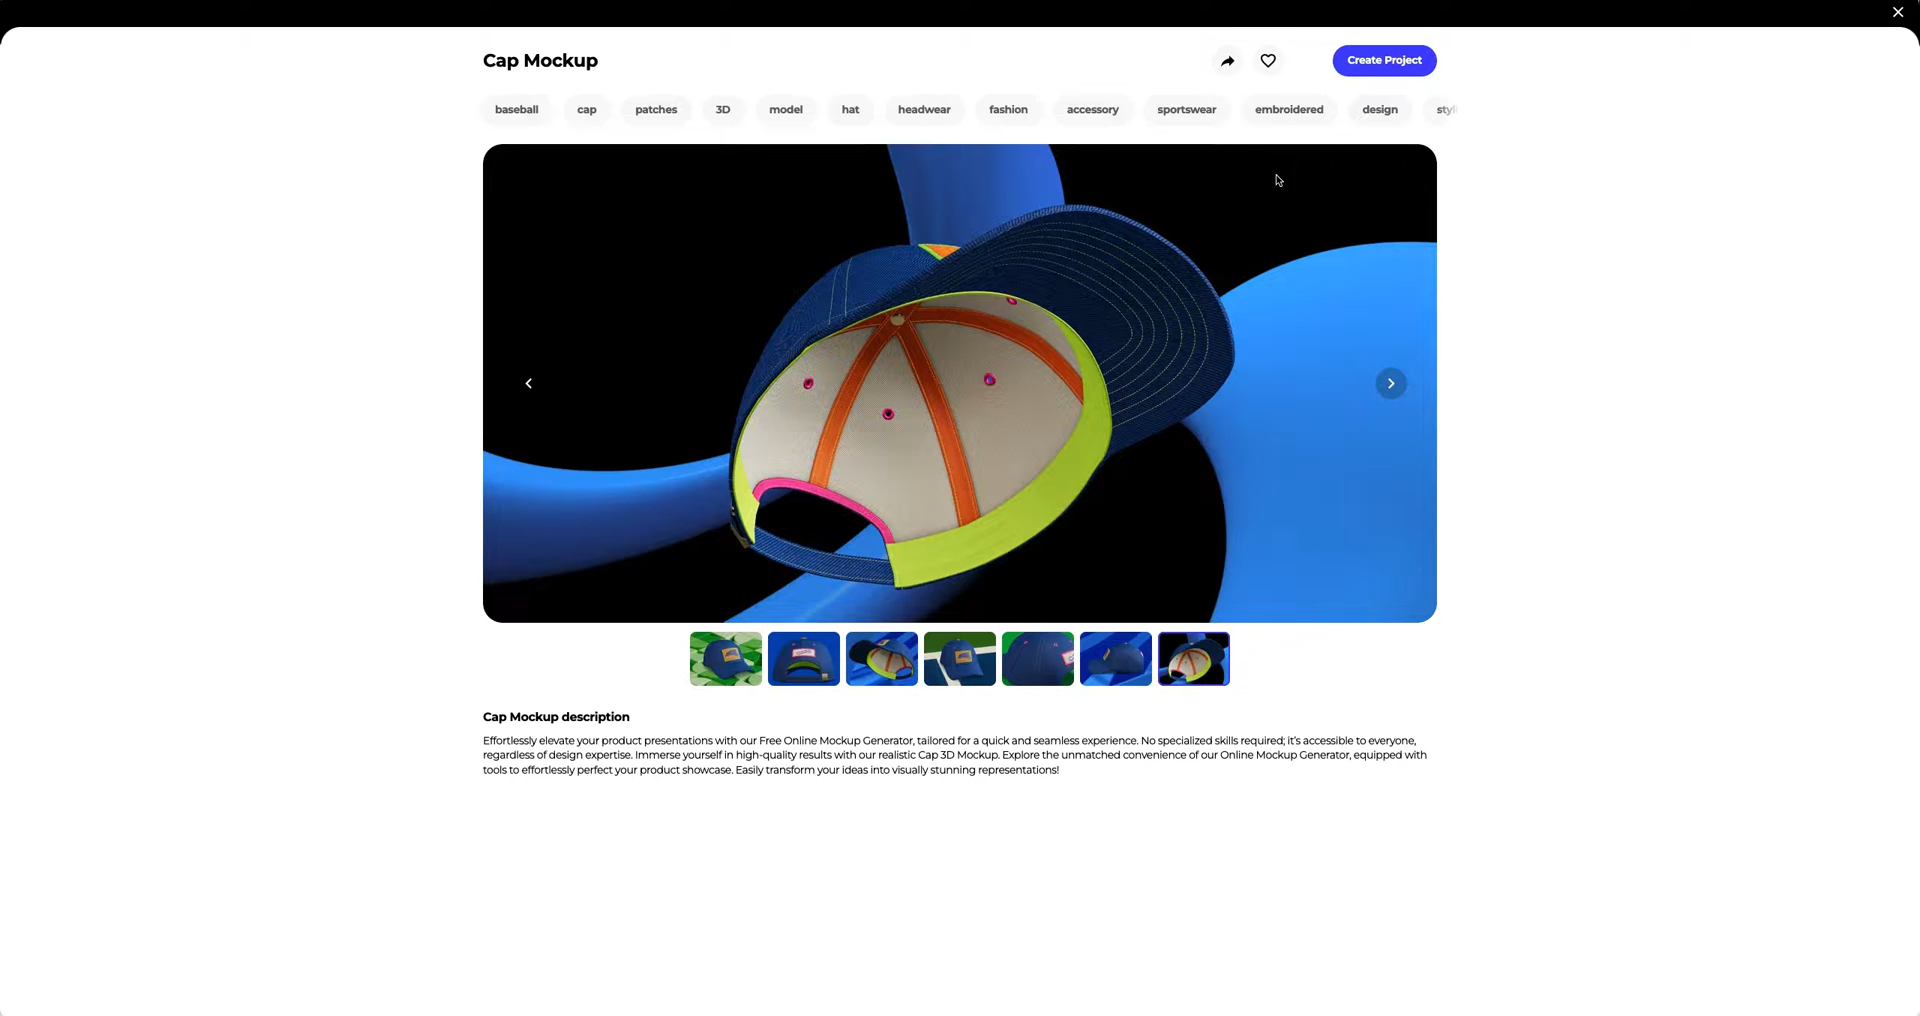 Cap Mockup
Create Project
baseball
cap
patches
3D
model
hat
headwear
fashion
accessory
sportswear
embroidered
design
Cap Mockup description
Effortlessly elevate your product presentations with our Free Online Mockup Generator, tailored for a quick and seamless experience. No specialized skills required; it's accessible to everyone,
regardless of design expertise. Immerse yourself in high-quality results with our realistic Cap 3D Mockup. Explore the unmatched convenience of our Online Mockup Generator, equipped with
tools to effortlessly perfect your product showcase. Easily transform your ideas into visually stunning representations!